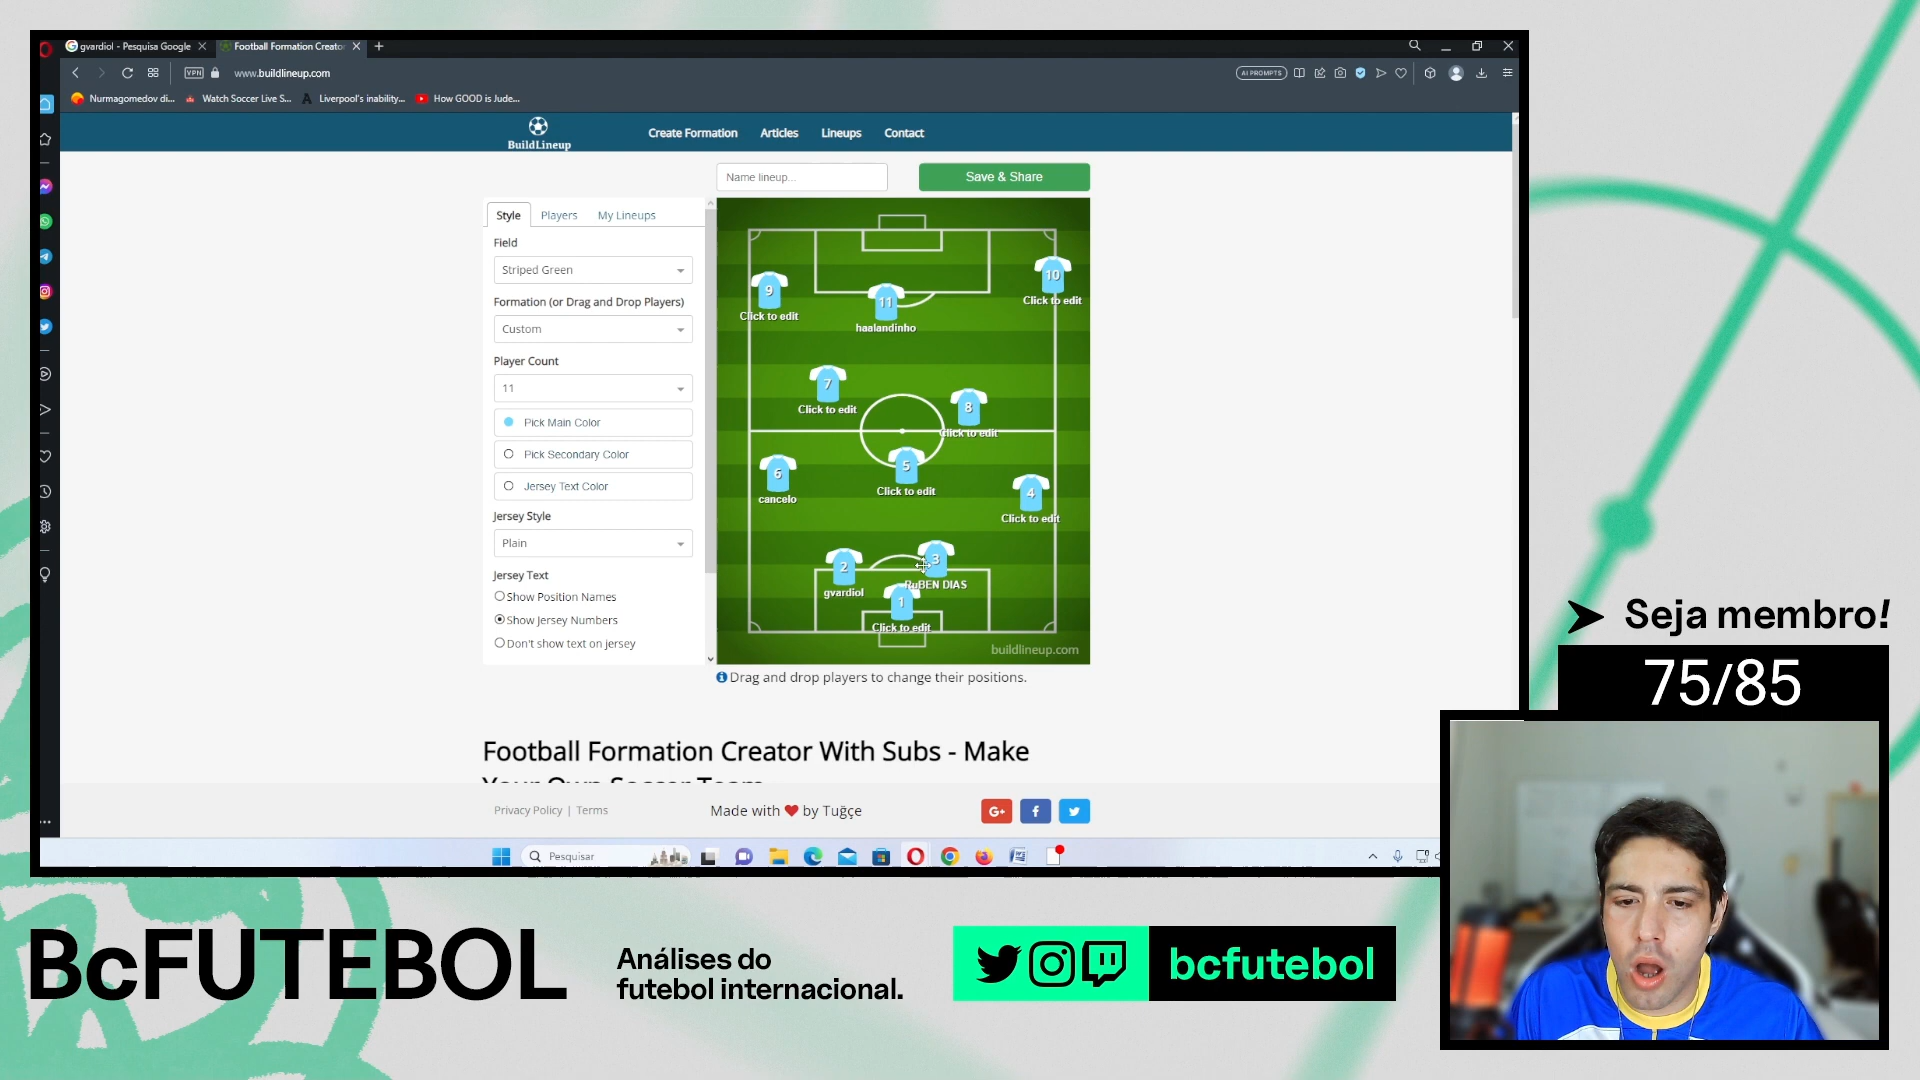 gvardiol - Pesquisa Google
Football Formation Creator
VPN
www.buildlineup.com
AI PROMPTS
Nurmagomedov di...
Watch Soccer Live S...
Liverpool's inability...
How GOOD is Jude...
BuildLineup
Create Formation
Articles
Lineups
Contact
Name lineup...
Save & Share
Style
Players
My Lineups
Field
Striped Green
Formation (or Drag and Drop Players)
Custom
Player Count
11
Pick Main Color
Pick Secondary Color
Jersey Text Color
Jersey Style
Plain
Jersey Text
Show Position Names
Show Jersey Numbers
Don't show text on jersey
10
Click to edit
9
Click to edit
11
haalandinho
7
Click to edit
8
Click to edit
5
Click to edit
6
cancelo
4
Click to edit
3
RuBEN DIAS
2
gvardiol
1
Click to edit
buildlineup.com
Drag and drop players to change their positions.
Football Formation Creator With Subs - Make
Your Own Soccer Team
Privacy Policy | Terms
Made with ❤ by Tuğçe
G+
f
Pesquisar
Seja membro!
75/85
BcFUTEBOL
Análises do
futebol internacional.
bcfutebol